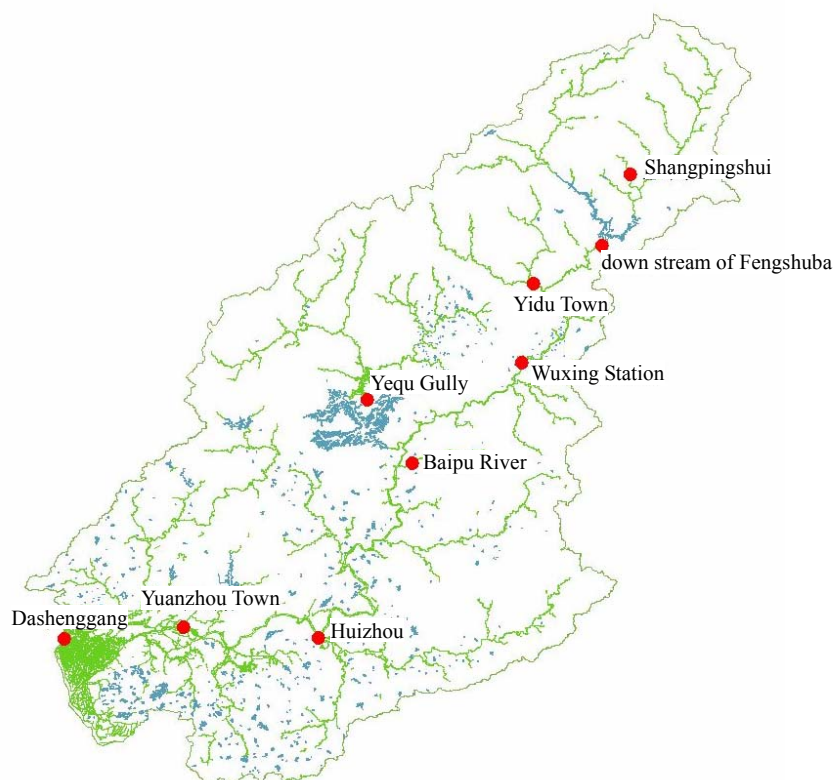 Shangpingshui
down stream of Fengshuba
Yidu Town
Wuxing Station
Yequ Gully
Baipu River
Yuanzhou Town
Dashenggang
Huizhou